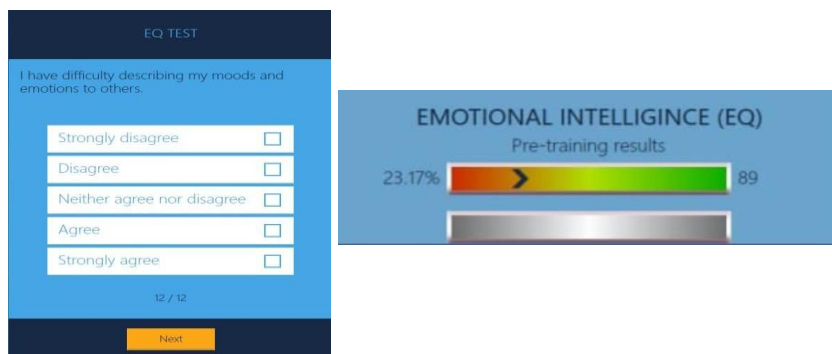 EQ TEST
I have difficulty describing my moods and
emotions to others.
Strongly disagree
Disagree
Neither agree nor disagree
Agree
Strongly agree
12 / 12
Next
EMOTIONAL INTELLIGINCE (EQ)
Pre-training results
23.17% 89